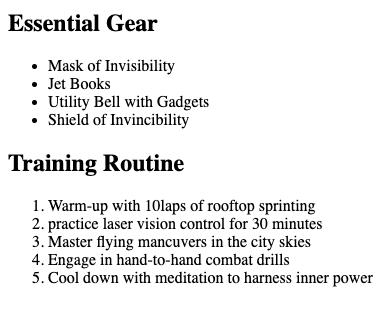 Essential Gear
• Mask of Invisibility
• Jet Books
• Utility Bell with Gadgets
• Shield of Invincibility
Training Routine
1. Warm-up with 10laps of rooftop sprinting
2. practice laser vision control for 30 minutes
3. Master flying mancuvers in the city skies
4. Engage in hand-to-hand combat drills
5. Cool down with meditation to harness inner power